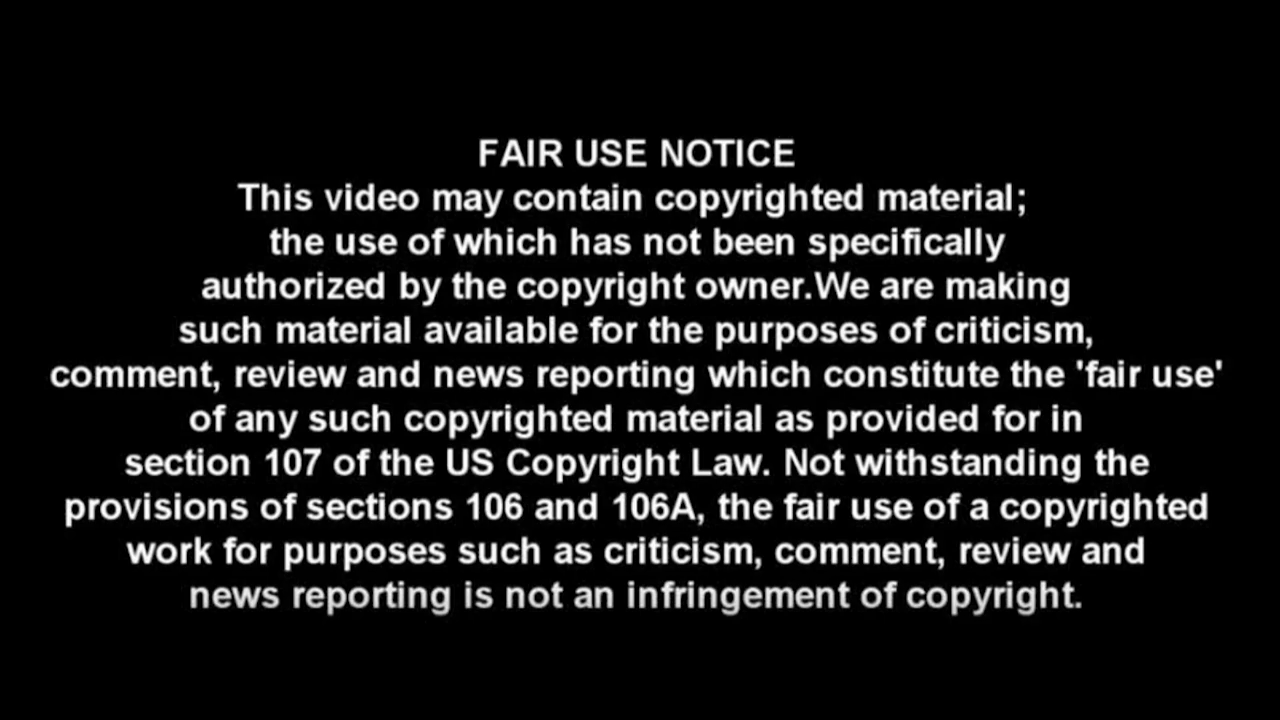 FAIR USE NOTICE
This video may contain copyrighted material;
the use of which has not been specifically
authorized by the copyright owner.We are making
such material available for the purposes of criticism,
comment, review and news reporting which constitute the 'fair use'
of any such copyrighted material as provided for in
section 107 of the US Copyright Law. Not withstanding the
provisions of sections 106 and 106A, the fair use of a copyrighted
work for purposes such as criticism, comment, review and
news reporting is not an infringement of copyright.